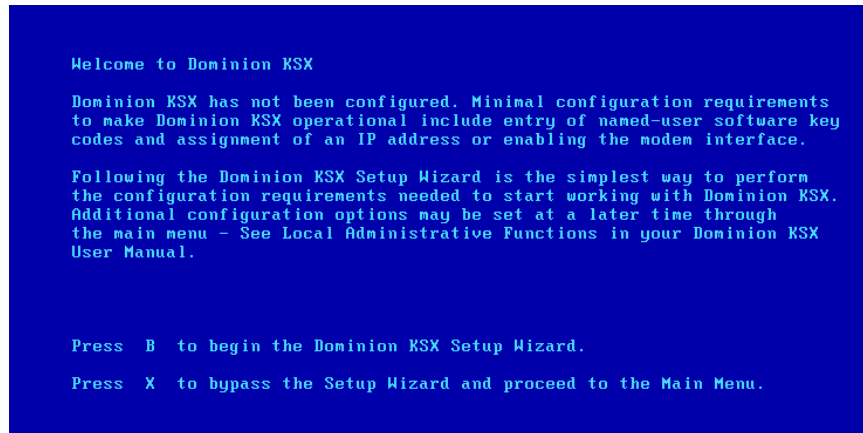 Welcome to Dominion KSX
Dominion KSX has not been configured. Minimal configuration requirements
to make Dominion KSX operational include entry of named-user software key
codes and assignment of an IP address or enabling the modem interface.
Following the Dominion KSX Setup Wizard is the simplest way to perform
the configuration requirements needed to start working with Dominion KSX.
Additional configuration options may be set at a later time through
the main menu - See Local Administrative Functions in your Dominion KSX
User Manual.
Press B to begin the Dominion KSX Setup Wizard.
Press X to bypass the Setup Wizard and proceed to the Main Menu.